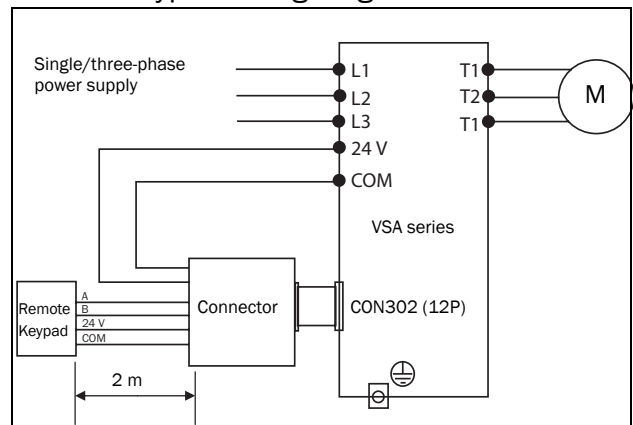 Single/three-phase
power supply
L1
L2
L3
24 V
COM
T1
T2
T1
M
VSA series
Remote
Keypad
A
B
24 V
COM
Connector
CON302 (12P)
2 m